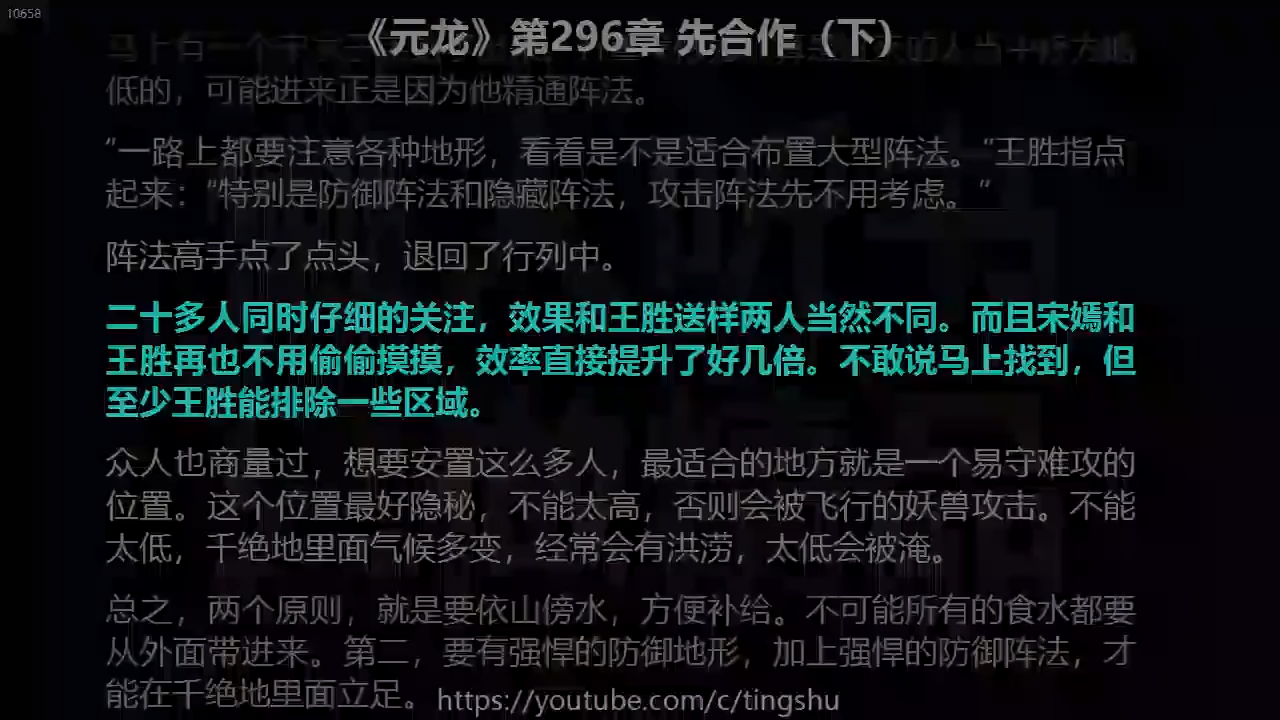 10658
《元龙》第296章 先合作（下）
马上有一个
低的，可能进来正是因为他精通阵法。
“一路上都要注意各种地形，看看是不是适合布置大型阵法。”王胜指点
起来：“特别是防御阵法和隐藏阵法，攻击阵法先不用考虑。”
阵法高手点了点头，退回了行列中。
二十多人同时仔细的关注，效果和王胜送样两人当然不同。而且宋嫣和
王胜再也不用偷偷摸摸，效率直接提升了好几倍。不敢说马上找到，但
至少王胜能排除一些区域。
众人也商量过，想要安置这么多人，最适合的地方就是一个易守难攻的
位置。这个位置最好隐秘，不能太高，否则会被飞行的妖兽攻击。不能
太低，千绝地里面气候多变，经常会有洪涝，太低会被淹。
总之，两个原则，就是要依山傍水，方便补给。不可能所有的食水都要
从外面带进来。第二，要有强悍的防御地形，加上强悍的防御阵法，才
能在千绝地里面立足。
https://youtube.com/c/tingshu